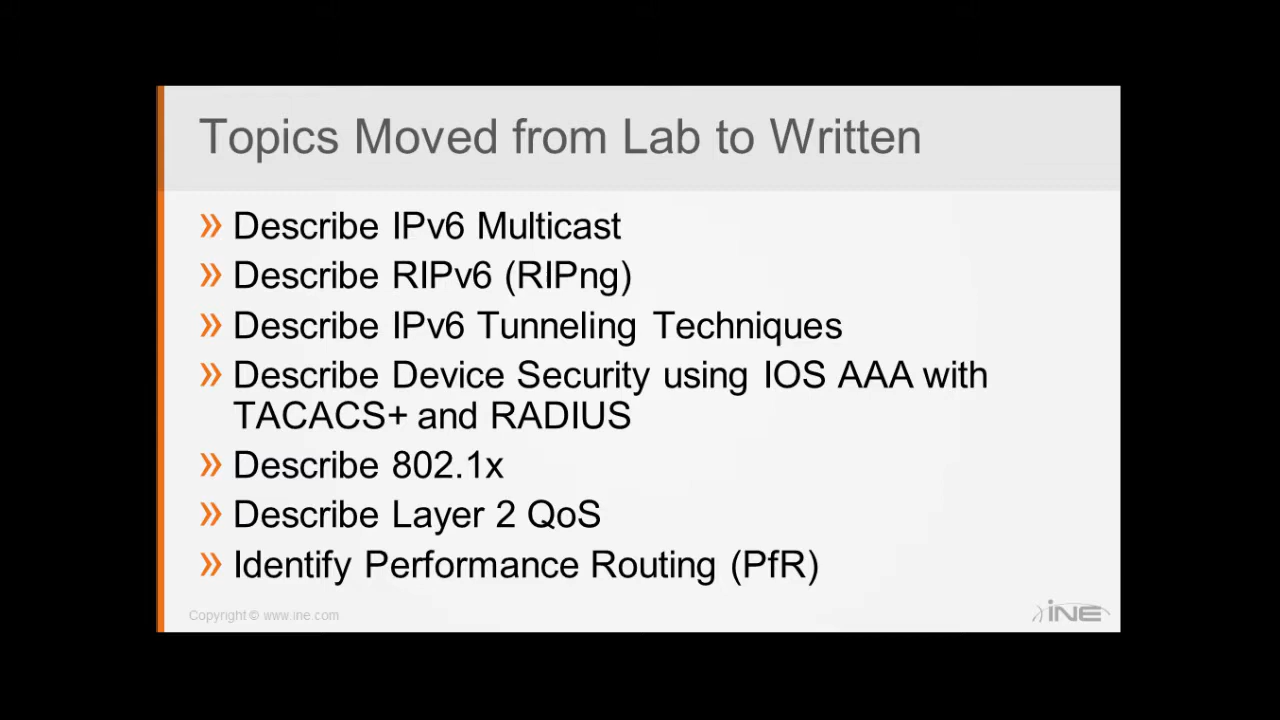 Topics Moved from Lab to Written
» Describe IPv6 Multicast
» Describe RIPv6 (RIPng)
» Describe IPv6 Tunneling Techniques
» Describe Device Security using IOS AAA with
TACACS+ and RADIUS
» Describe 802.1x
» Describe Layer 2 QoS
» Identify Performance Routing (PfR)
Copyright © www.ine.com
iNE